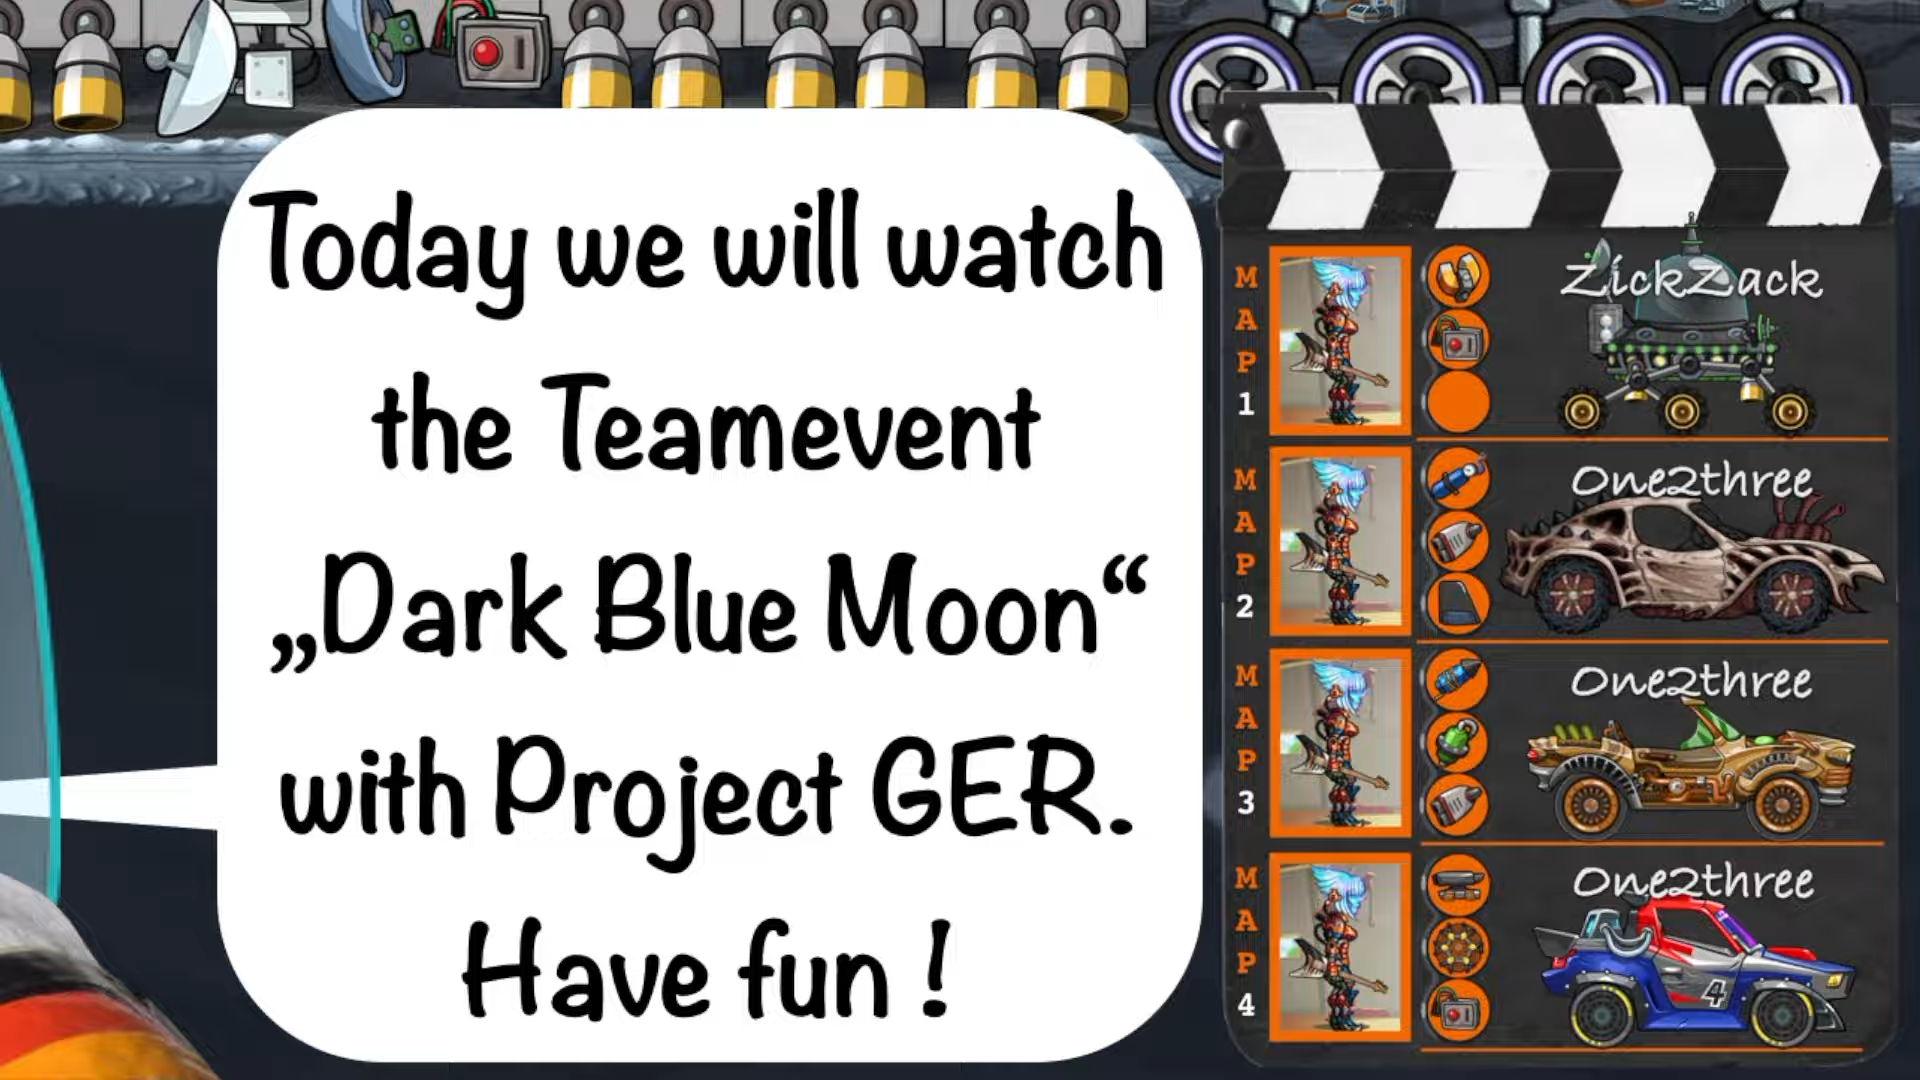 Today we will watch
the Teamevent
„Dark Blue Moon“
with Project GER.
Have fun !
MAP 1
ZickZack
MAP 2
One2three
MAP 3
One2three
MAP 4
One2three
4